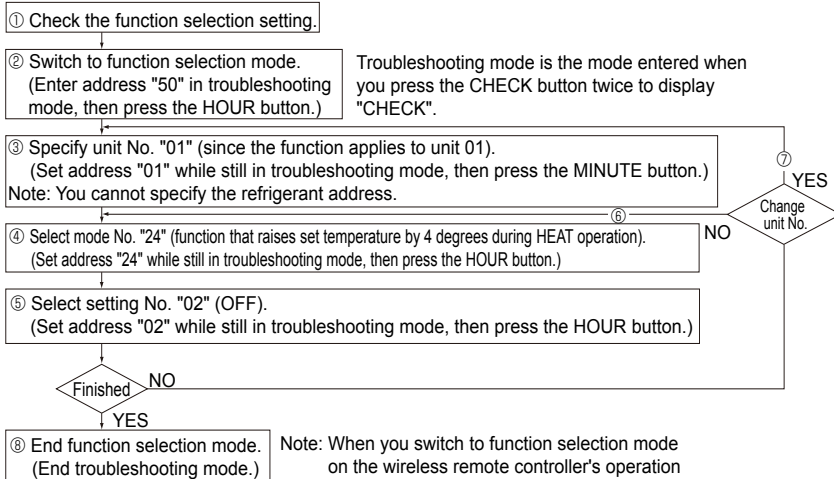 ① Check the function selection setting.
② Switch to function selection mode.
(Enter address "50" in troubleshooting
mode, then press the HOUR button.)
Troubleshooting mode is the mode entered when
you press the CHECK button twice to display
"CHECK".
③ Specify unit No. "01" (since the function applies to unit 01).
(Set address "01" while still in troubleshooting mode, then press the MINUTE button.)
Note: You cannot specify the refrigerant address.
⑦
YES
Change
unit No.
⑥
NO
④ Select mode No. "24" (function that raises set temperature by 4 degrees during HEAT operation).
(Set address "24" while still in troubleshooting mode, then press the HOUR button.)
⑤ Select setting No. "02" (OFF).
(Set address "02" while still in troubleshooting mode, then press the HOUR button.)
Finished
NO
YES
⑧ End function selection mode.
(End troubleshooting mode.)
Note: When you switch to function selection mode
on the wireless remote controller's operation